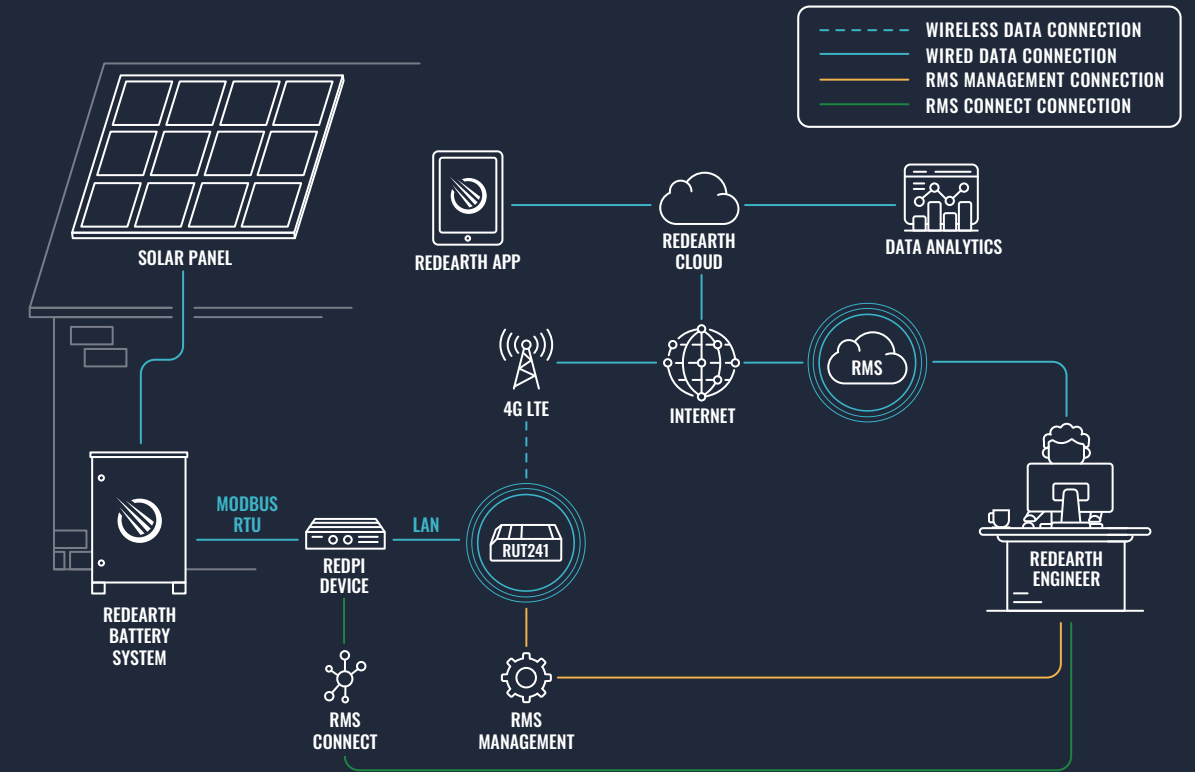 WIRELESS DATA CONNECTION
WIRED DATA CONNECTION
RMS MANAGEMENT CONNECTION
RMS CONNECT CONNECTION
SOLAR PANEL
REDEARTH APP
REDEARTH
CLOUD
DATA ANALYTICS
4G LTE
INTERNET
RMS
MODBUS
RTU
LAN
RUT241
REDPI
DEVICE
REDEARTH
ENGINEER
REDEARTH
BATTERY
SYSTEM
RMS
CONNECT
RMS
MANAGEMENT